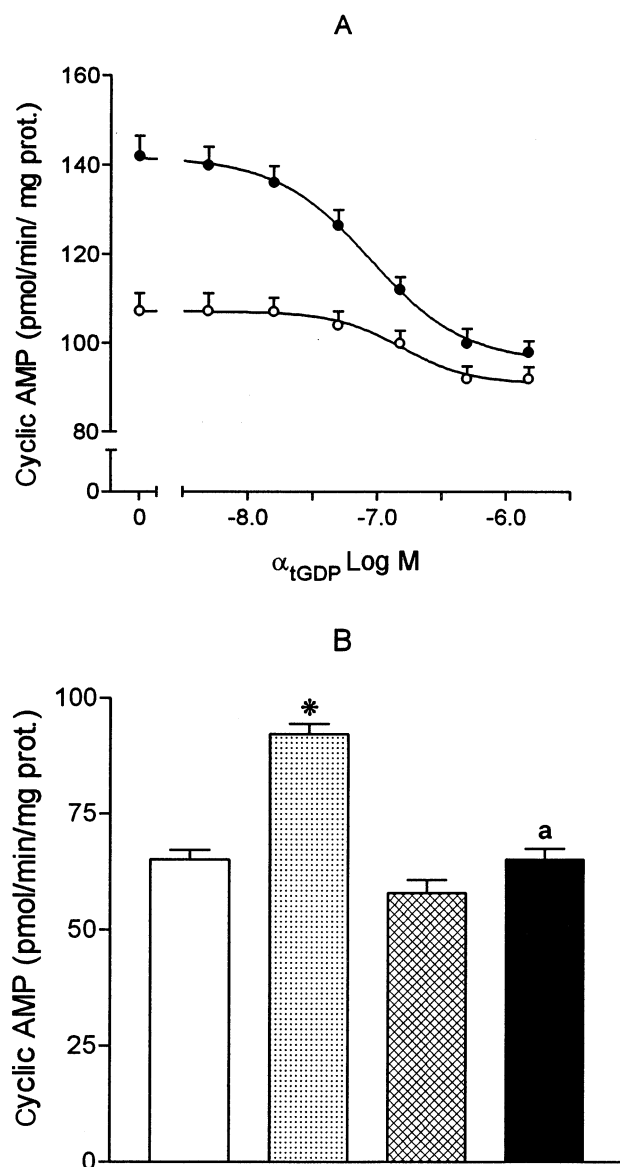 A
Cyclic AMP (pmol/min/ mg prot.)
160
140
120
100
80
0
0 -8.0 -7.0 -6.0
αtGDP Log M
B
Cyclic AMP (pmol/min/mg prot.)
100
75
50
25
0
*
a